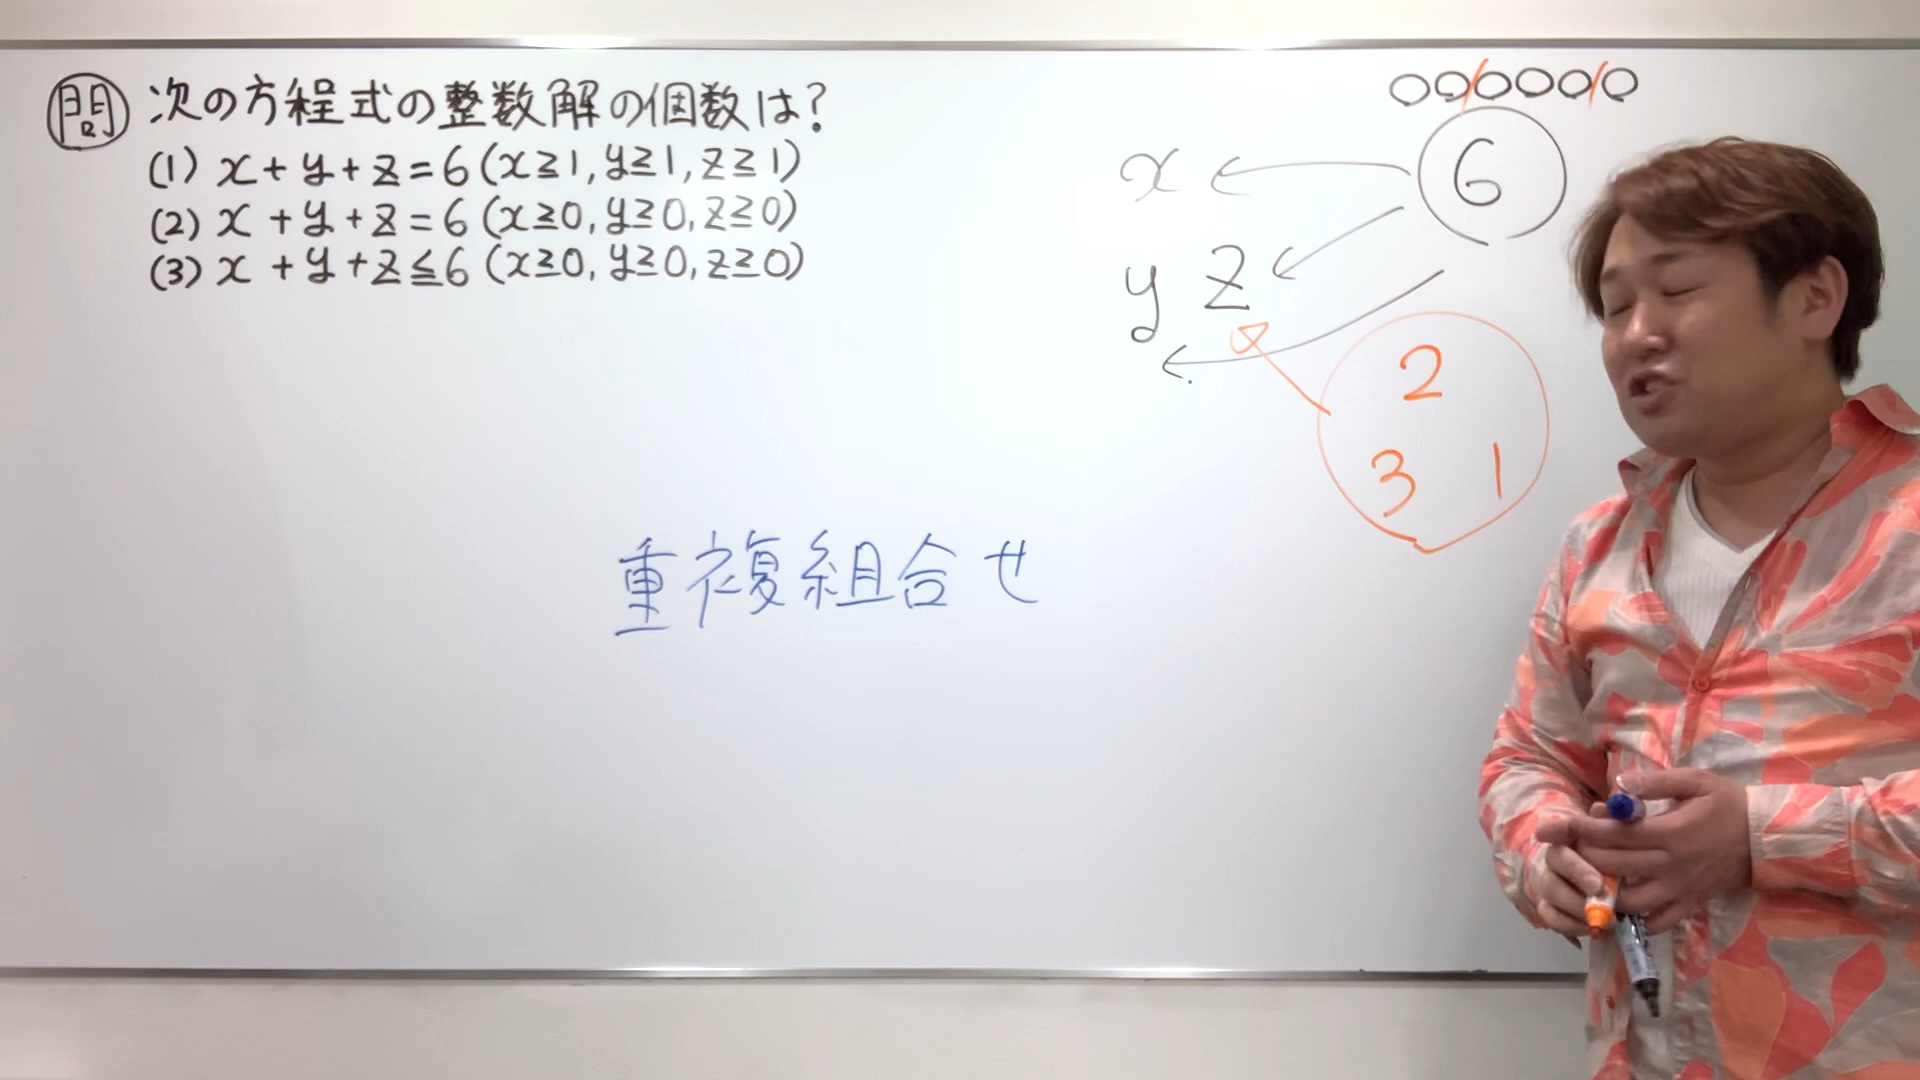 問 次の方程式の整数解の個数は?
(1) x+y+z=6(x≧1,y≧1,z≧1)
(2) x+y+z=6(x≧0,y≧0,z≧0)
(3) x+y+z≦6(x≧0,y≧0,z≧0)
○○/○○○/○
x ← 6
y z
2
3 1
重複組合せ